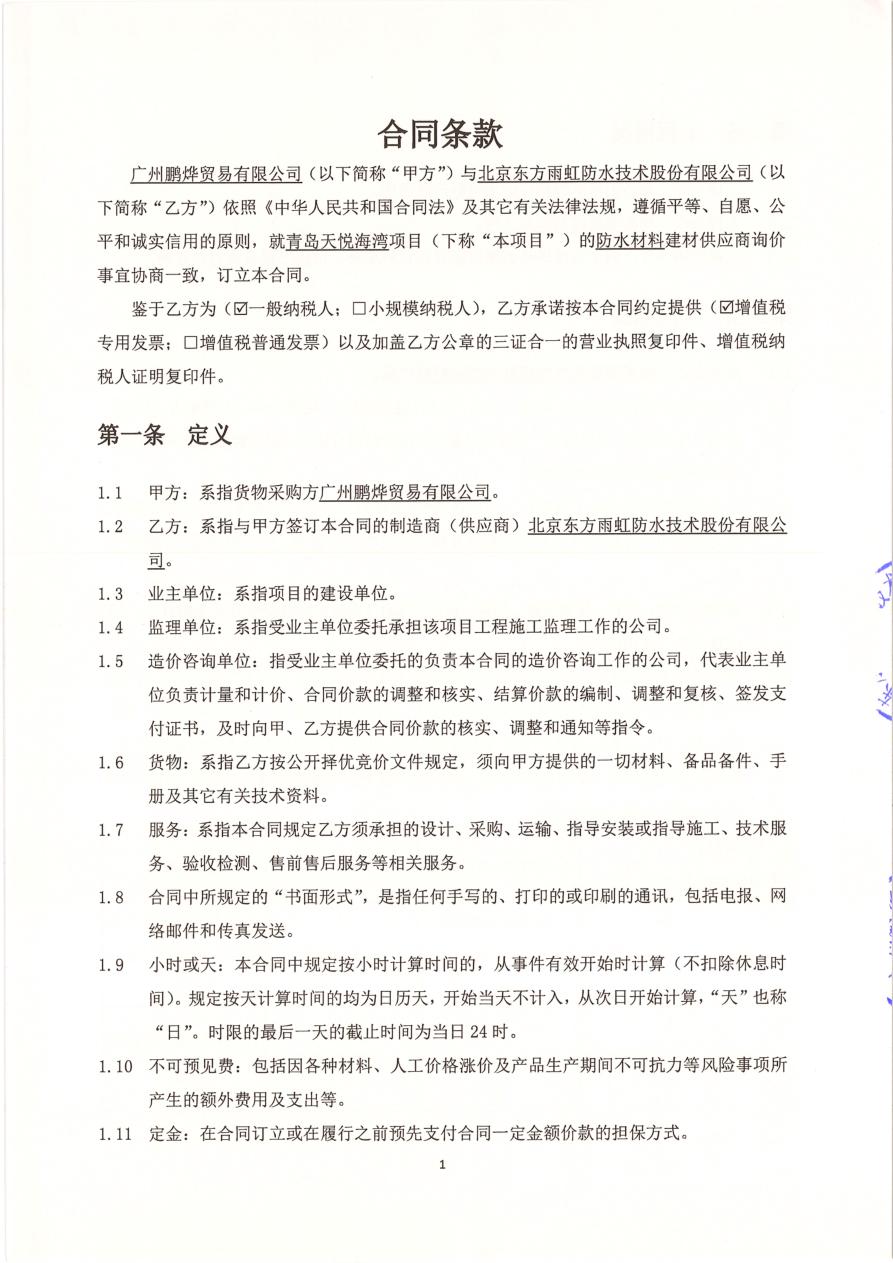 合同条款
广州鹏烨贸易有限公司（以下简称“甲方”）与北京东方雨虹防水技术股份有限公司（以
下简称“乙方”）依照《中华人民共和国合同法》及其它有关法律法规，遵循平等、自愿、公
平和诚实信用的原则，就青岛天悦海湾项目（下称“本项目”）的防水材料建材供应商询价
事宜协商一致，订立本合同。
鉴于乙方为（☑一般纳税人；☐小规模纳税人），乙方承诺按本合同约定提供（☑增值税
专用发票；☐增值税普通发票）以及加盖乙方公章的三证合一的营业执照复印件、增值税纳
税人证明复印件。
第一条 定义
1.1 甲方：系指货物采购方广州鹏烨贸易有限公司。
1.2 乙方：系指与甲方签订本合同的制造商（供应商）北京东方雨虹防水技术股份有限公
司。
1.3 业主单位：系指项目的建设单位。
1.4 监理单位：系指受业主单位委托承担该项目工程施工监理工作的公司。
1.5 造价咨询单位：指受业主单位委托的负责本合同的造价咨询工作的公司，代表业主单
位负责计量和计价、合同价款的调整和核实、结算价款的编制、调整和复核、签发支
付证书，及时向甲、乙方提供合同价款的核实、调整和通知等指令。
1.6 货物：系指乙方按公开择优竞价文件规定，须向甲方提供的一切材料、备品备件、手
册及其它有关技术资料。
1.7 服务：系指本合同规定乙方须承担的设计、采购、运输、指导安装或指导施工、技术服
务、验收检测、售前售后服务等相关服务。
1.8 合同中所规定的“书面形式”，是指任何手写的、打印的或印刷的通讯，包括电报、网
络邮件和传真发送。
1.9 小时或天：本合同中规定按小时计算时间的，从事件有效开始时计算（不扣除休息时
间）。规定按天计算时间的均为日历天，开始当天不计入，从次日开始计算，“天”也称
“日”。时限的最后一天的截止时间为当日 24 时。
1.10 不可预见费：包括因各种材料、人工价格涨价及产品生产期间不可抗力等风险事项所
产生的额外费用及支出等。
1.11 定金：在合同订立或在履行之前预先支付合同一定金额价款的担保方式。
1